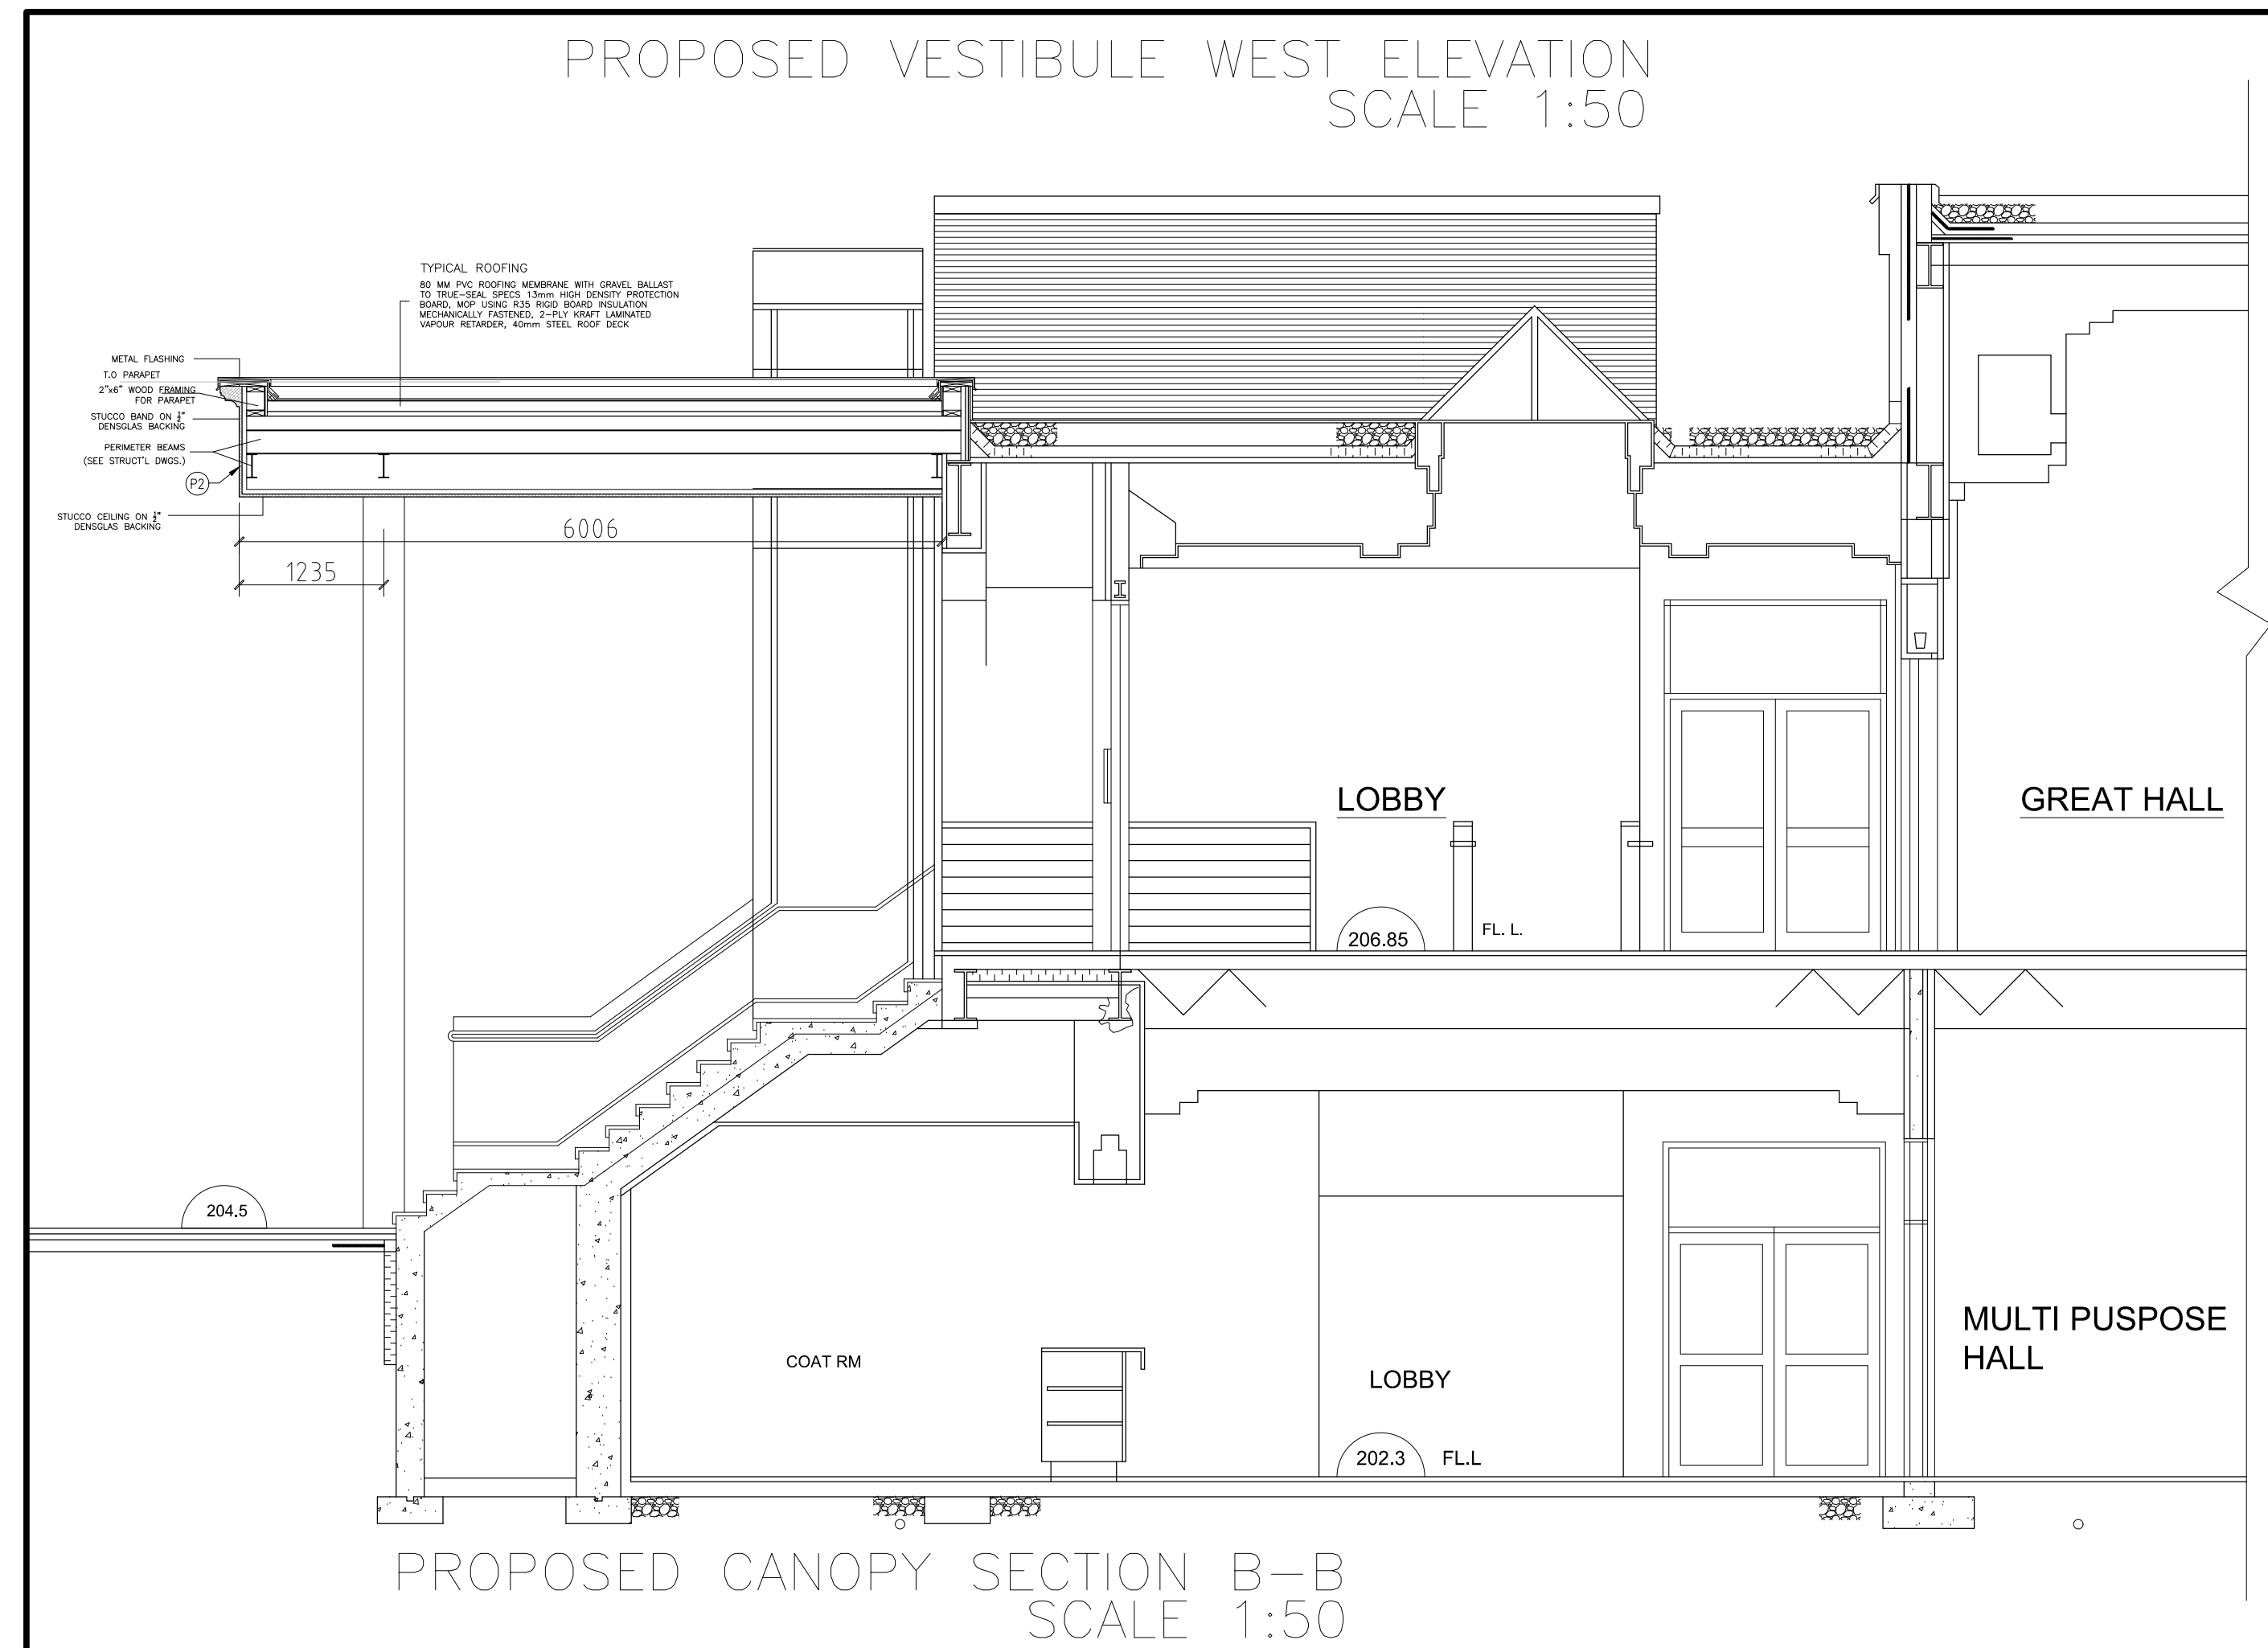 PROPOSED VESTIBULE WEST ELEVATION
SCALE 1:50
TYPICAL ROOFING
80 MM PVC ROOFING MEMBRANE WITH GRAVEL BALLAST
TO TRUE-SEAL SPECS 13mm HIGH DENSITY PROTECTION
BOARD, MOP USING R35 RIGID BOARD INSULATION
MECHANICALLY FASTENED, 2-PLY KRAFT LAMINATED
VAPOUR RETARDER, 40mm STEEL ROOF DECK
METAL FLASHING
T.O PARAPET
2"x6" WOOD FRAMING
FOR PARAPET
STUCCO BAND ON ½"
DENSGLAS BACKING
PERIMETER BEAMS
(SEE STRUCT'L DWGS.)
P2
STUCCO CEILING ON ½"
DENSGLAS BACKING
6006
1235
LOBBY
GREAT HALL
206.85
FL. L.
204.5
COAT RM
LOBBY
MULTI PUSPOSE
HALL
202.3 FL.L
PROPOSED CANOPY SECTION B-B
SCALE 1:50